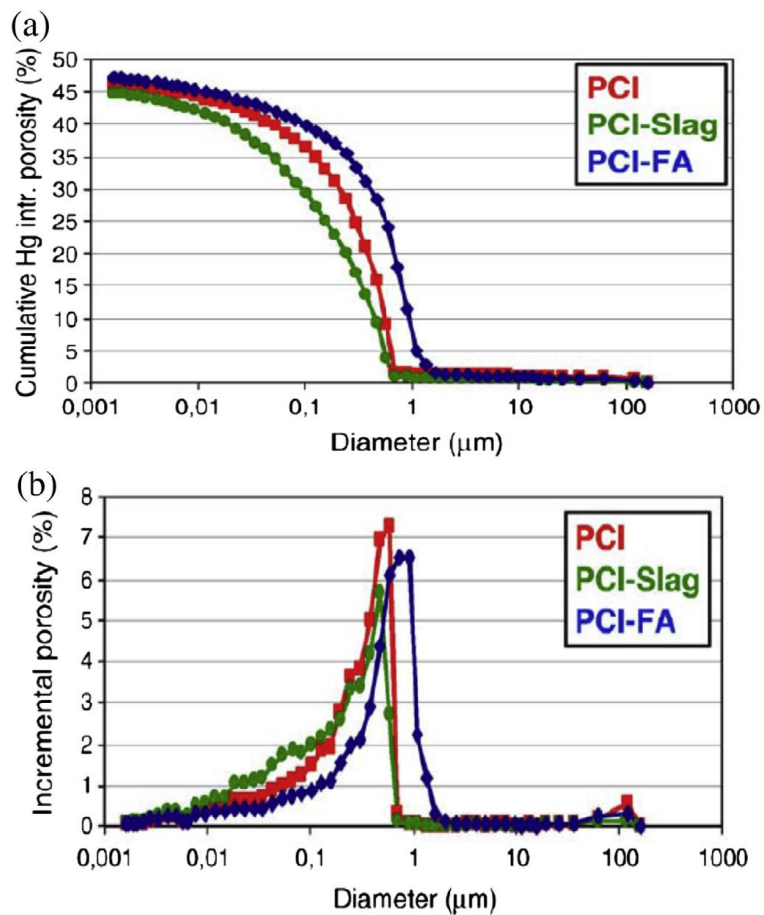 (a)
Cumulative Hg intr. porosity (%)
50
45
40
35
30
25
20
15
10
5
0
PCI
PCI-Slag
PCI-FA
0,001
0,01
0,1
1
10
100
1000
Diameter (μm)
(b)
Incremental porosity (%)
8
7
6
5
4
3
2
1
0
PCI
PCI-Slag
PCI-FA
0,001
0,01
0,1
1
10
100
1000
Diameter (μm)